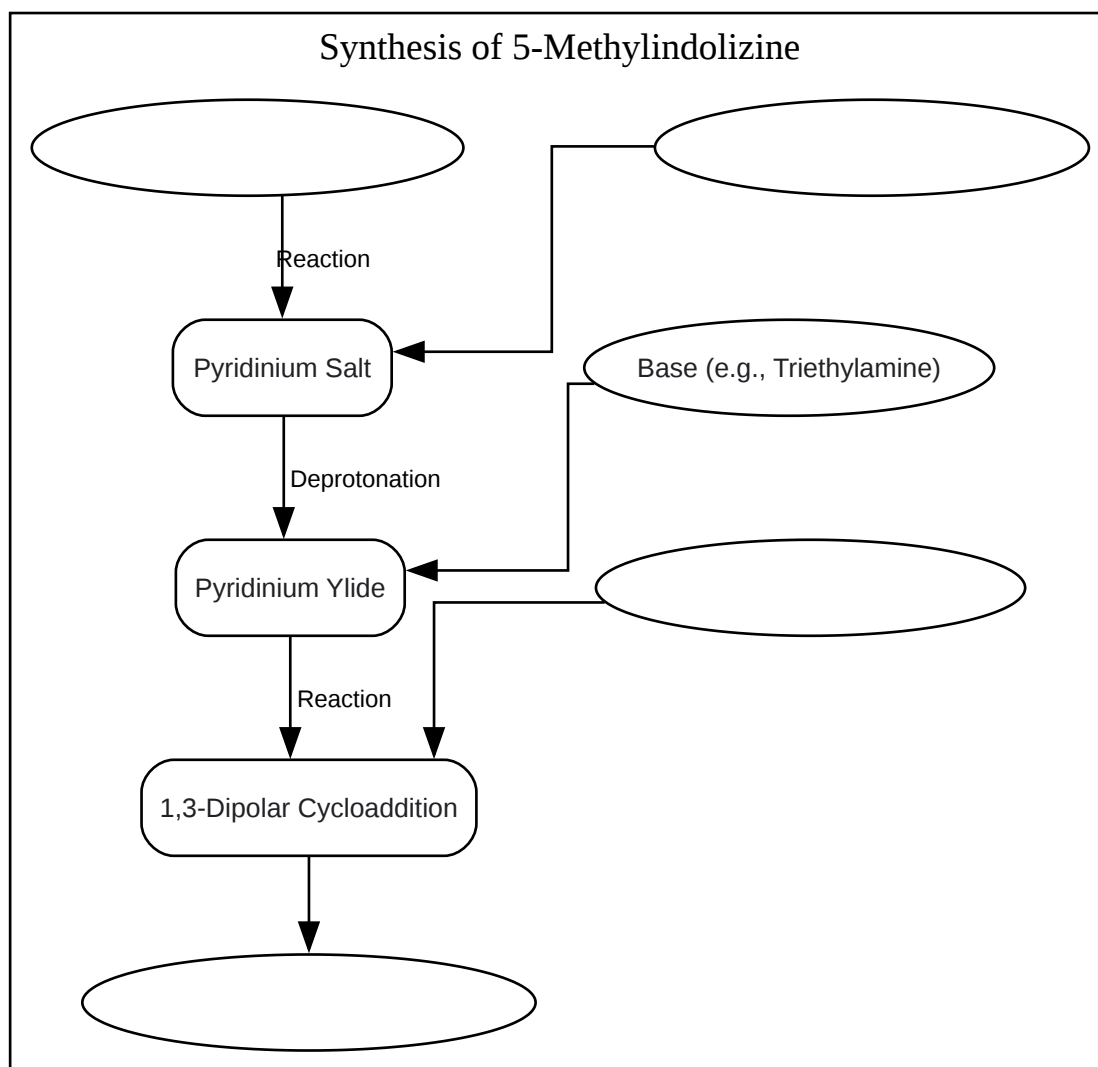 Synthesis of 5-Methylindolizine
Reaction
Pyridinium Salt
Base (e.g., Triethylamine)
Deprotonation
Pyridinium Ylide
Reaction
1,3-Dipolar Cycloaddition